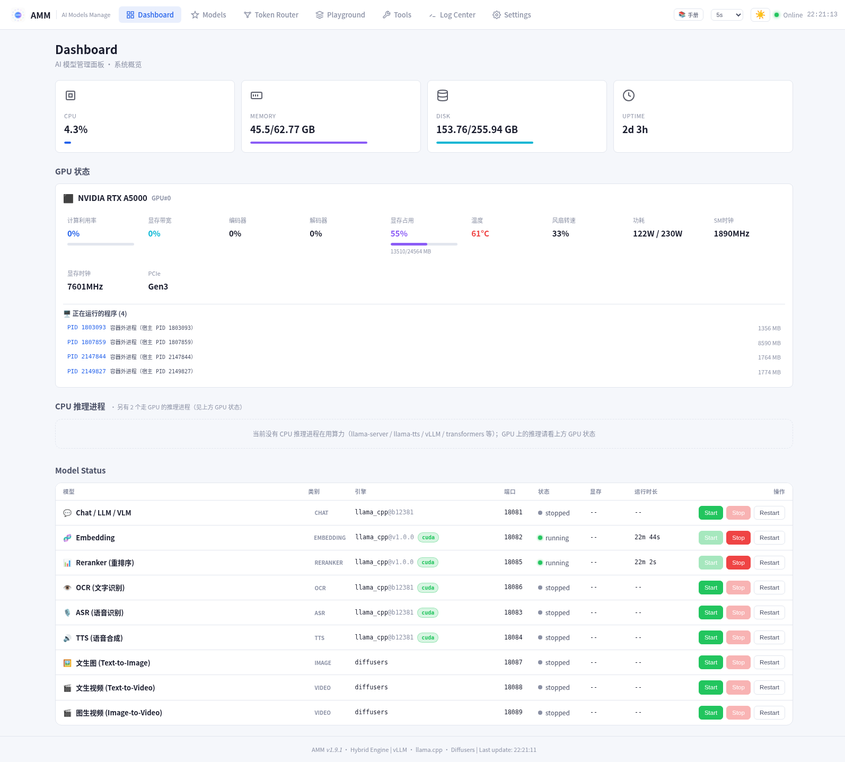 AMM AI Models Manage Dashboard Models Token Router Playground Tools Log Center Settings 📚 手册 5s ☀️ Online 22:21:13
Dashboard
AI 模型管理面板 · 系统概览
CPU
4.3%
MEMORY
45.5/62.77 GB
DISK
153.76/255.94 GB
UPTIME
2d 3h
GPU 状态
NVIDIA RTX A5000 GPU#0
计算利用率 显存带宽 编码器 解码器 显存占用 温度 风扇转速 功耗 SM时钟
0% 0% 0% 0% 55% 61°C 33% 122W / 230W 1890MHz
13510/24564 MB
显存时钟 PCIe
7601MHz Gen3
🖥️ 正在运行的程序 (4)
PID 1803093 容器外进程（宿主 PID 1803093） 1356 MB
PID 1807859 容器外进程（宿主 PID 1807859） 8590 MB
PID 2147844 容器外进程（宿主 PID 2147844） 1764 MB
PID 2149827 容器外进程（宿主 PID 2149827） 1774 MB
CPU 推理进程 · 另有 2 个走 GPU 的推理进程（见上方 GPU 状态）
当前没有 CPU 推理进程在用算力（llama-server / llama-tts / vLLM / transformers 等）；GPU 上的推理请看上方 GPU 状态
Model Status
模型 类别 引擎 端口 状态 显存 运行时长 操作
💬 Chat / LLM / VLM CHAT llama_cpp@b12381 18081 stopped -- -- Start Stop Restart
Embedding EMBEDDING llama_cpp@v1.0.0 cuda 18082 running -- 22m 44s Start Stop Restart
📊 Reranker (重排序) RERANKER llama_cpp@v1.0.0 cuda 18085 running -- 22m 2s Start Stop Restart
👁️ OCR (文字识别) OCR llama_cpp@b12381 cuda 18086 stopped -- -- Start Stop Restart
🎙️ ASR (语音识别) ASR llama_cpp@b12381 cuda 18083 stopped -- -- Start Stop Restart
🔊 TTS (语音合成) TTS llama_cpp@b12381 cuda 18084 stopped -- -- Start Stop Restart
🖼️ 文生图 (Text-to-Image) IMAGE diffusers 18087 stopped -- -- Start Stop Restart
🎬 文生视频 (Text-to-Video) VIDEO diffusers 18088 stopped -- -- Start Stop Restart
🎬 图生视频 (Image-to-Video) VIDEO diffusers 18089 stopped -- -- Start Stop Restart
AMM v1.9.2 · Hybrid Engine | vLLM · llama.cpp · Diffusers | Last update: 22:21:11